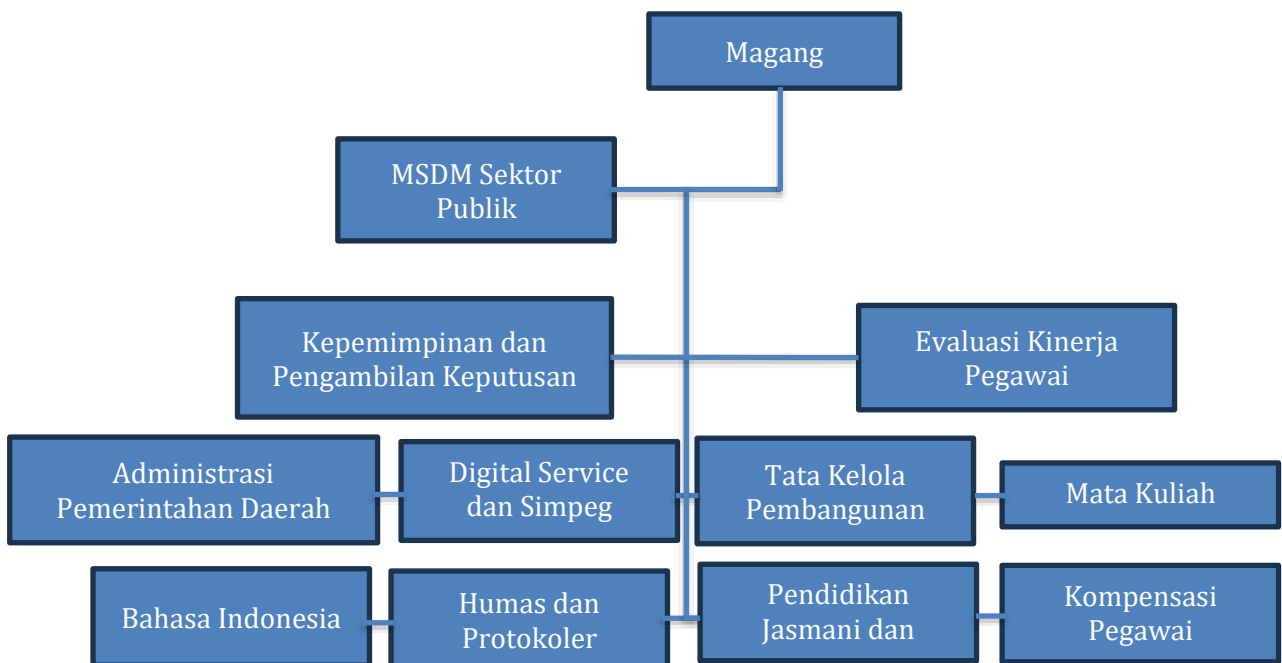 Magang
MSDM Sektor
Publik
Kepemimpinan dan
Pengambilan Keputusan
Evaluasi Kinerja
Pegawai
Administrasi
Pemerintahan Daerah
Digital Service
dan Simpeg
Tata Kelola
Pembangunan
Mata Kuliah
Bahasa Indonesia
Humas dan
Protokoler
Pendidikan
Jasmani dan
Kompensasi
Pegawai